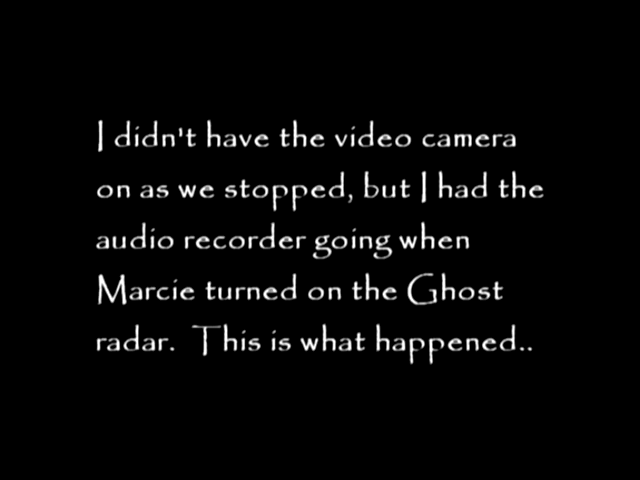 I didn't have the video camera
on as we stopped, but I had the
audio recorder going when
Marcie turned on the Ghost
radar.  This is what happened..